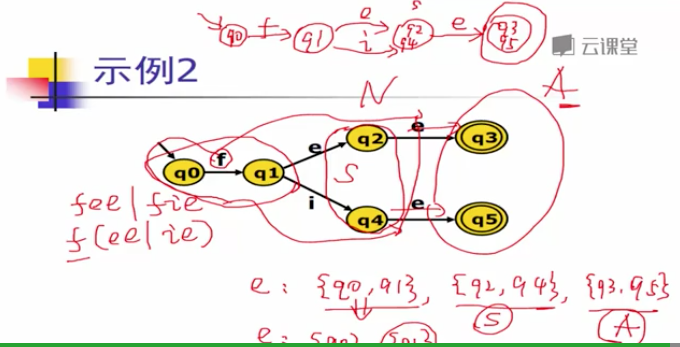 q0 f q1 e i s q2 q4 e q3 q5
云课堂
示例2
N A
q0 f q1 e q2 e q3
S
i q4 e q5
fee|fie
f(ee|ie)
e: {q0,q1}, {q2,q4}, {q3,q5}
S A
e: {q0}, {q1}